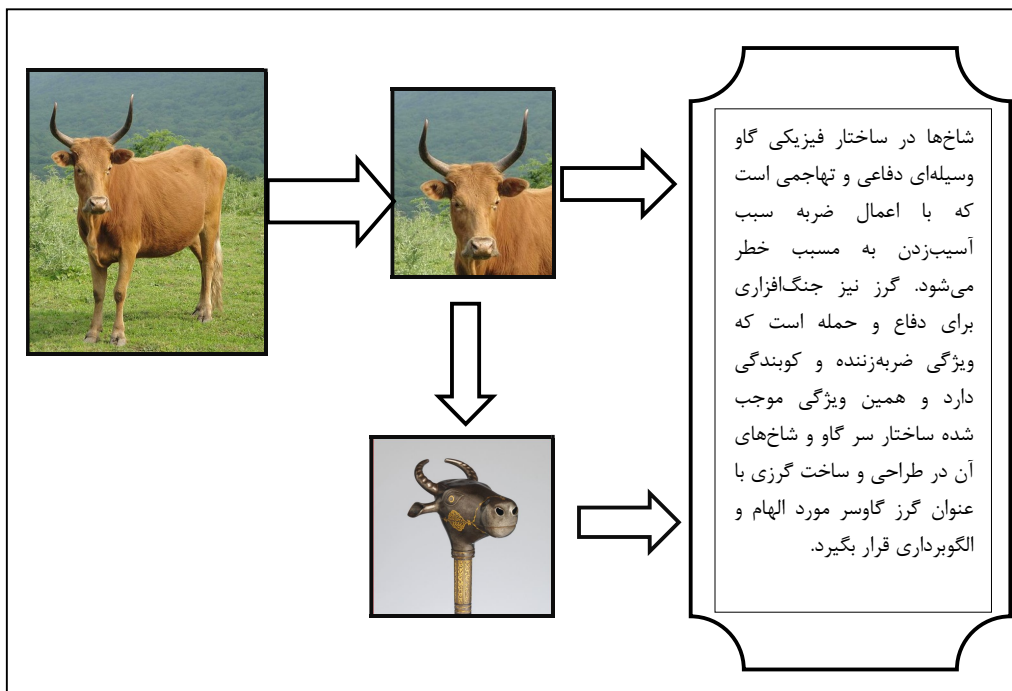 شاخ‌ها در ساختار فیزیکی گاو
وسیله‌ای دفاعی و تهاجمی است
که با اعمال ضربه سبب
آسیب‌زدن به مسبب خطر
می‌شود. گرز نیز جنگ‌افزاری
برای دفاع و حمله است که
ویژگی ضربه‌زننده و کوبندگی
دارد و همین ویژگی موجب
شده ساختار سر گاو و شاخ‌های
آن در طراحی و ساخت گرزی با
عنوان گرز گاوسر مورد الهام و
الگوبرداری قرار بگیرد.